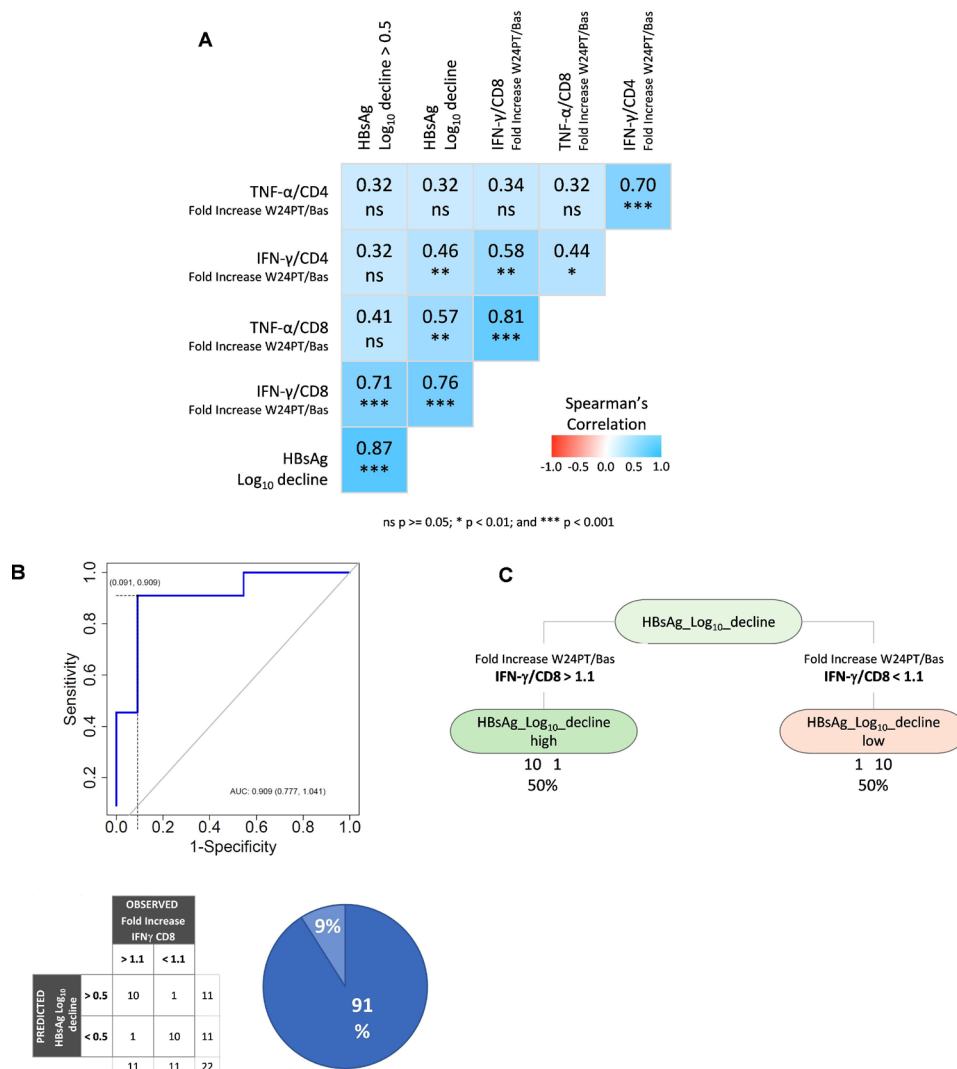 A
HBsAg
Log10 decline > 0.5
HBsAg
Log10 decline
IFN-γ/CD8
Fold Increase W24PT/Bas
TNF-α/CD8
Fold Increase W24PT/Bas
IFN-γ/CD4
Fold Increase W24PT/Bas
TNF-α/CD4
Fold Increase W24PT/Bas
0.32 0.32 0.34 0.32 0.70
ns ns ns ns ***
IFN-γ/CD4
Fold Increase W24PT/Bas
0.32 0.46 0.58 0.44
ns ** ** *
TNF-α/CD8
Fold Increase W24PT/Bas
0.41 0.57 0.81
ns ** ***
IFN-γ/CD8
Fold Increase W24PT/Bas
0.71 0.76
*** ***
HBsAg
Log10 decline
0.87
***
Spearman's
Correlation
-1.0 -0.5 0.0 0.5 1.0
ns p >= 0.05; * p < 0.01; and *** p < 0.001
B
(0.091, 0.909)
Sensitivity
1.0
0.8
0.6
0.4
0.2
AUC: 0.909 (0.777, 1.041)
0.0 0.2 0.4 0.6 0.8 1.0
1-Specificity
C
HBsAg_Log10_decline
Fold Increase W24PT/Bas
IFN-γ/CD8 > 1.1
Fold Increase W24PT/Bas
IFN-γ/CD8 < 1.1
HBsAg_Log10_decline
high
HBsAg_Log10_decline
low
10 1
50%
1 10
50%
OBSERVED
Fold Increase
IFNγ CD8
> 1.1 < 1.1
PREDICTED
HBsAg Log10
decline
> 0.5 10 1 11
< 0.5 1 10 11
11 11 22
9%
91
%